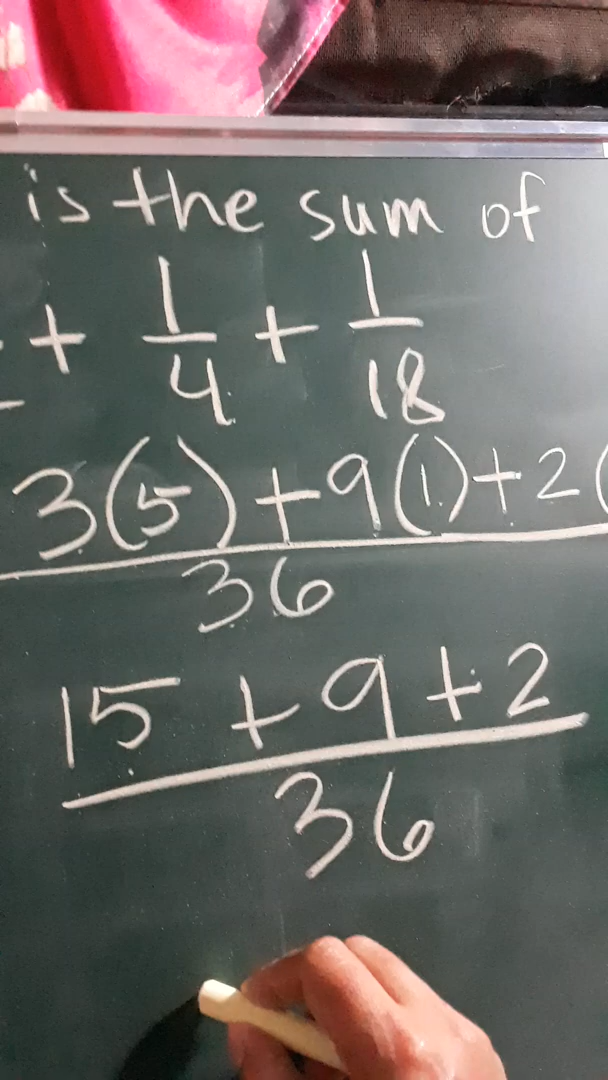 is the sum of
+ 1/4 + 1/18
3(5) + 9(1) + 2(
36
15 + 9 + 2
36